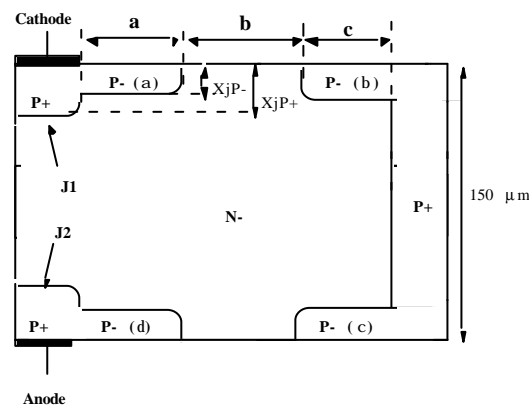 Cathode
a
b
c
P- (a)
XjP-
P- (b)
P+
XjP+
J1
N-
P+
150 μm
J2
P+
P- (d)
P- (c)
Anode